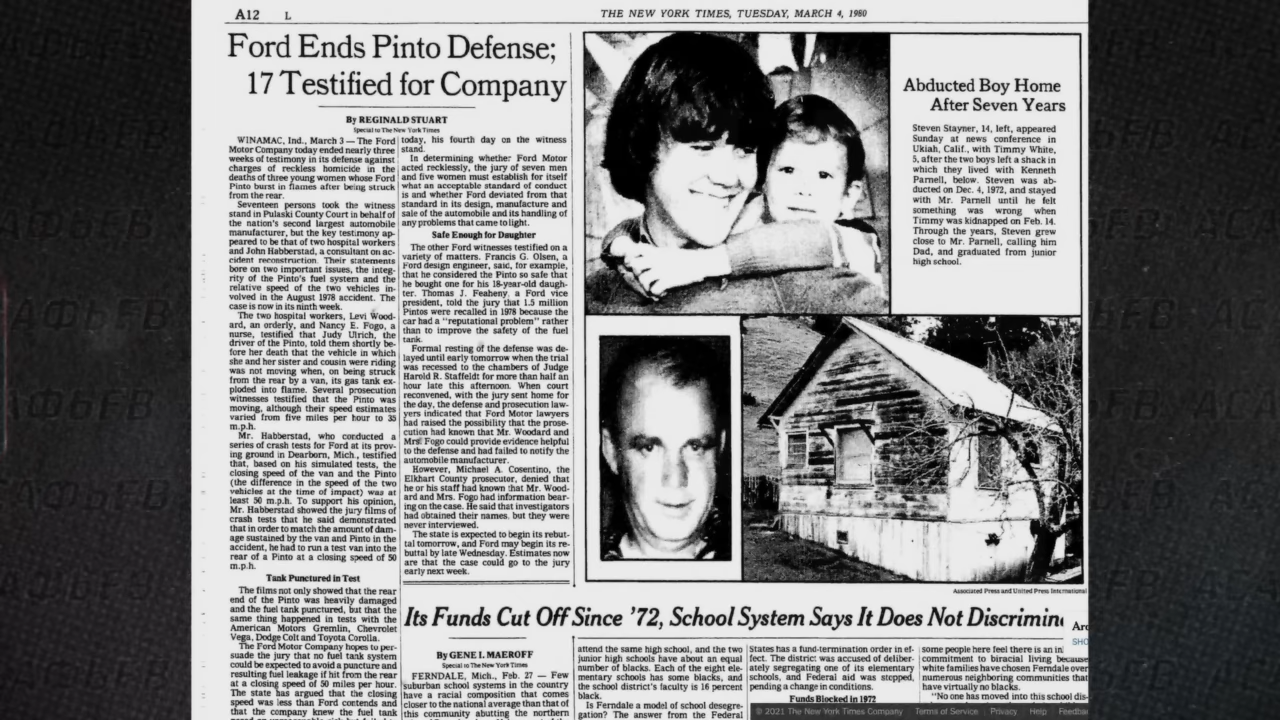 A12 L
THE NEW YORK TIMES, TUESDAY, MARCH 4, 1980
Ford Ends Pinto Defense;
17 Testified for Company
By REGINALD STUART
Special to The New York Times
WINAMAC, Ind., March 3 — The Ford
Motor Company today ended nearly three
weeks of testimony in its defense against
charges of reckless homicide in the
deaths of three young women whose Ford
Pinto burst in flames after being struck
from the rear.
Seventeen persons took the witness
stand in Pulaski County Court in behalf of
the nation's second largest automobile
manufacturer, but the key testimony ap-
peared to be that of two hospital workers
and John Habberstad, a consultant on ac-
cident reconstruction. Their statements
bore on two important issues, the integ-
rity of the Pinto's fuel system and the
relative speed of the two vehicles in-
volved in the August 1978 accident. The
case is now in its ninth week.
The two hospital workers, Levi Wood-
ard, an orderly, and Nancy E. Fogo, a
nurse, testified that Judy Ulrich, the
driver of the Pinto, told them shortly be-
fore her death that the vehicle in which
she and her sister and cousin were riding
was not moving when, on being struck
from the rear by a van, its gas tank ex-
ploded into flame. Several prosecution
witnesses testified that the Pinto was
moving, although their speed estimates
varied from five miles per hour to 35
m.p.h.
Mr. Habberstad, who conducted a
series of crash tests for Ford at its prov-
ing ground in Dearborn, Mich., testified
that, based on his simulated tests, the
closing speed of the van and the Pinto
(the difference in the speed of the two
vehicles at the time of impact) was at
least 50 m.p.h. To support his opinion,
Mr. Habberstad showed the jury films of
crash tests that he said demonstrated
that in order to match the amount of dam-
age sustained by the van and Pinto in the
accident, he had to run a test van into the
rear of a Pinto at a closing speed of 50
m.p.h.
Tank Punctured in Test
The films not only showed that the rear
end of the Pinto was heavily damaged
and the fuel tank punctured, but that the
same thing happened in tests with the
American Motors Gremlin, Chevrolet
Vega, Dodge Colt and Toyota Corolla.
The Ford Motor Company hopes to per-
suade the jury that no fuel tank system
could be expected to avoid a puncture and
resulting fuel leakage if hit from the rear
at a closing speed of 50 miles per hour.
The state has argued that the closing
speed was less than Ford contends and
that the company knew the fuel tank
today, his fourth day on the witness
stand.
In determining whether Ford Motor
acted recklessly, the jury of seven men
and five women must establish for itself
what an acceptable standard of conduct
is and whether Ford deviated from that
standard in its design, manufacture and
sale of the automobile and its handling of
any problems that came to light.
Safe Enough for Daughter
The other Ford witnesses testified on a
variety of matters. Francis G. Olsen, a
Ford design engineer, said, for example,
that he considered the Pinto so safe that
he bought one for his 18-year-old daugh-
ter. Thomas J. Feaheny, a Ford vice
president, told the jury that 1.5 million
Pintos were recalled in 1978 because the
car had a "reputational problem" rather
than to improve the safety of the fuel
tank.
Formal resting of the defense was de-
layed until early tomorrow when the trial
was recessed to the chambers of Judge
Harold R. Staffeldt for more than half an
hour late this afternoon. When court
reconvened, with the jury sent home for
the day, the defense and prosecution law-
yers indicated that Ford Motor lawyers
had raised the possibility that the prose-
cution had known that Mr. Woodard and
Mrs. Fogo could provide evidence helpful
to the defense and had failed to notify the
automobile manufacturer.
However, Michael A. Cosentino, the
Elkhart County prosecutor, denied that
he or his staff had known that Mr. Wood-
ard and Mrs. Fogo had information bear-
ing on the case. He said that investigators
had obtained their names, but they were
never interviewed.
The state is expected to begin its rebut-
tal tomorrow, and Ford may begin its re-
buttal by late Wednesday. Estimates now
are that the case could go to the jury
early next week.
Abducted Boy Home
After Seven Years
Steven Stayner, 14, left, appeared
Sunday at news conference in
Ukiah, Calif., with Timmy White,
5, after the two boys left a shack in
which they lived with Kenneth
Parnell, below. Steven was ab-
ducted on Dec. 4, 1972, and stayed
with Mr. Parnell until he felt
something was wrong when
Timmy was kidnapped on Feb. 14.
Through the years, Steven grew
close to Mr. Parnell, calling him
Dad, and graduated from junior
high school.
Associated Press and United Press International
Its Funds Cut Off Since '72, School System Says It Does Not Discrimin
By GENE I. MAEROFF
Special to The New York Times
FERNDALE, Mich., Feb. 27 — Few
suburban school systems in the country
have a racial composition that comes
closer to the national average than that of
this community abutting the northern
attend the same high school, and the two
junior high schools have about an equal
number of blacks. Each of the eight ele-
mentary schools has some blacks, and
the school district's faculty is 16 percent
black.
Is Ferndale a model of school desegre-
gation? The answer from the Federal
States has a fund-termination order in ef-
fect. The district was accused of deliber-
ately segregating one of its elementary
schools, and Federal aid was stopped,
pending a change in conditions.
Funds Blocked in 1972
some people here feel there is an in
commitment to biracial living because
white families have chosen Ferndale over
numerous neighboring communities that
have virtually no blacks.
"No one has moved into this school dis-
© 2021 The New York Times Company Terms of Service Privacy Help Feedba